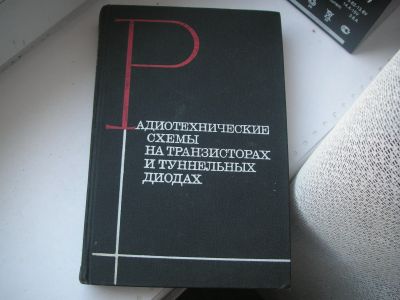 РАДИОТЕХНИЧЕСКИЕ
СХЕМЫ
НА ТРАНЗИСТОРАХ
И ТУННЕЛЬНЫХ
ДИОДАХ